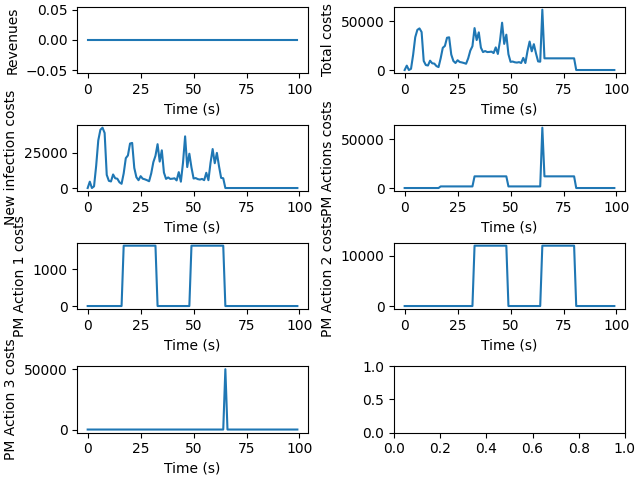 Revenues
0.05
0.00
−0.05
0 25 50 75 100
Time (s)
Total costs
50000
0
0 25 50 75 100
Time (s)
New infection costs
25000
0
0 25 50 75 100
Time (s)
PM Actions costs
50000
0
0 25 50 75 100
Time (s)
PM Action 1 costs
1000
0
0 25 50 75 100
Time (s)
PM Action 2 costs
10000
0
0 25 50 75 100
Time (s)
PM Action 3 costs
50000
0
0 25 50 75 100
Time (s)
1.0
0.5
0.0
0.0 0.2 0.4 0.6 0.8 1.0